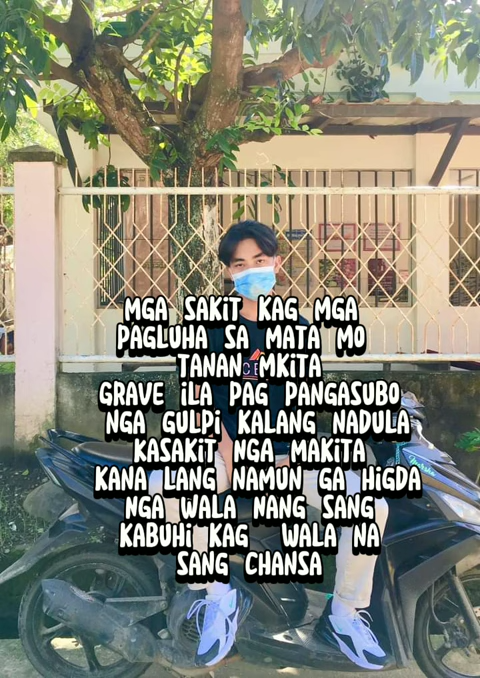 MGA SAKIT KAG MGA
PAGLUHA SA MATA MO
TANAN MKITA
GRAVE ILA PAG PANGASUBO
NGA GULPI KALANG NADULA
KASAKIT NGA MAKITA
KANA LANG NAMUN GA HIGDA
NGA WALA NANG SANG
KABUHI KAG WALA NA
SANG CHANSA